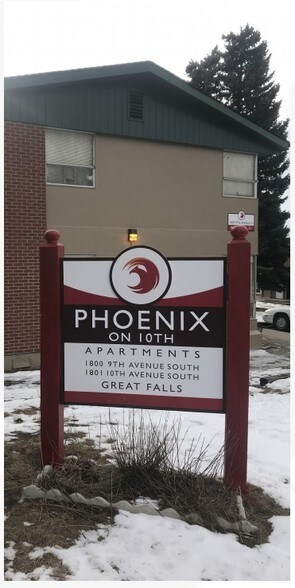 PHOENIX
ON 10TH
APARTMENTS
1800 9TH AVENUE SOUTH
1801 10TH AVENUE SOUTH
GREAT FALLS